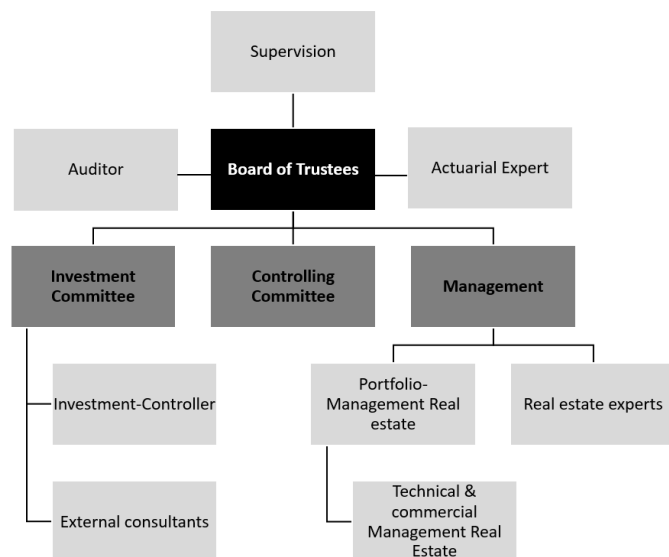 Supervision
Auditor
Board of Trustees
Actuarial Expert
Investment
Committee
Controlling
Committee
Management
Investment-Controller
Portfolio-
Management Real
estate
Real estate experts
External consultants
Technical &
commercial
Management Real
Estate